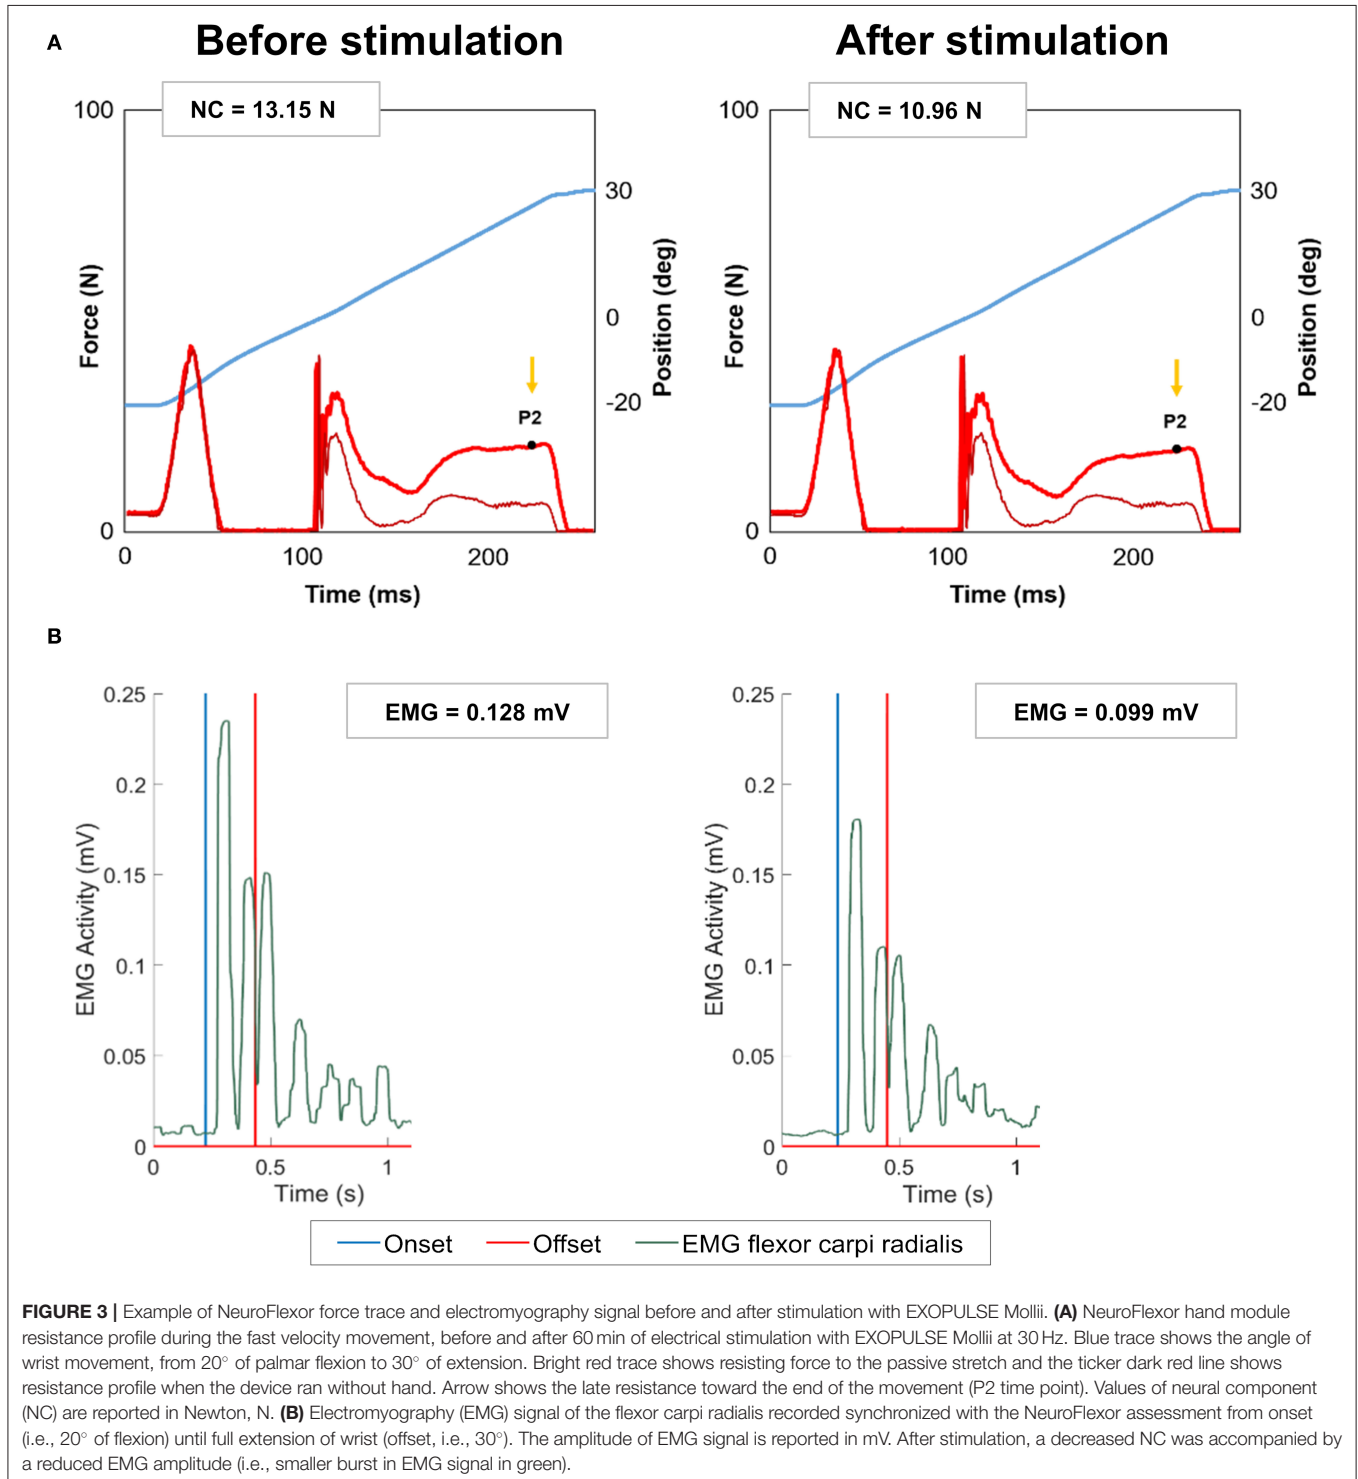 A
Before stimulation
After stimulation
NC = 13.15 N
NC = 10.96 N
100
30
0
-20
0
Force (N)
Position (deg)
P2
0
100
200
Time (ms)
100
30
0
-20
0
Force (N)
Position (deg)
P2
0
100
200
Time (ms)
B
EMG = 0.128 mV
0.25
0.2
0.15
0.1
0.05
0
EMG Activity (mV)
0
0.5
1
Time (s)
EMG = 0.099 mV
0.25
0.2
0.15
0.1
0.05
0
EMG Activity (mV)
0
0.5
1
Time (s)
Onset
Offset
EMG flexor carpi radialis
FIGURE 3 | Example of NeuroFlexor force trace and electromyography signal before and after stimulation with EXOPULSE Mollii. (A) NeuroFlexor hand module
resistance profile during the fast velocity movement, before and after 60 min of electrical stimulation with EXOPULSE Mollii at 30 Hz. Blue trace shows the angle of
wrist movement, from 20° of palmar flexion to 30° of extension. Bright red trace shows resisting force to the passive stretch and the ticker dark red line shows
resistance profile when the device ran without hand. Arrow shows the late resistance toward the end of the movement (P2 time point). Values of neural component
(NC) are reported in Newton, N. (B) Electromyography (EMG) signal of the flexor carpi radialis recorded synchronized with the NeuroFlexor assessment from onset
(i.e., 20° of flexion) until full extension of wrist (offset, i.e., 30°). The amplitude of EMG signal is reported in mV. After stimulation, a decreased NC was accompanied by
a reduced EMG amplitude (i.e., smaller burst in EMG signal in green).